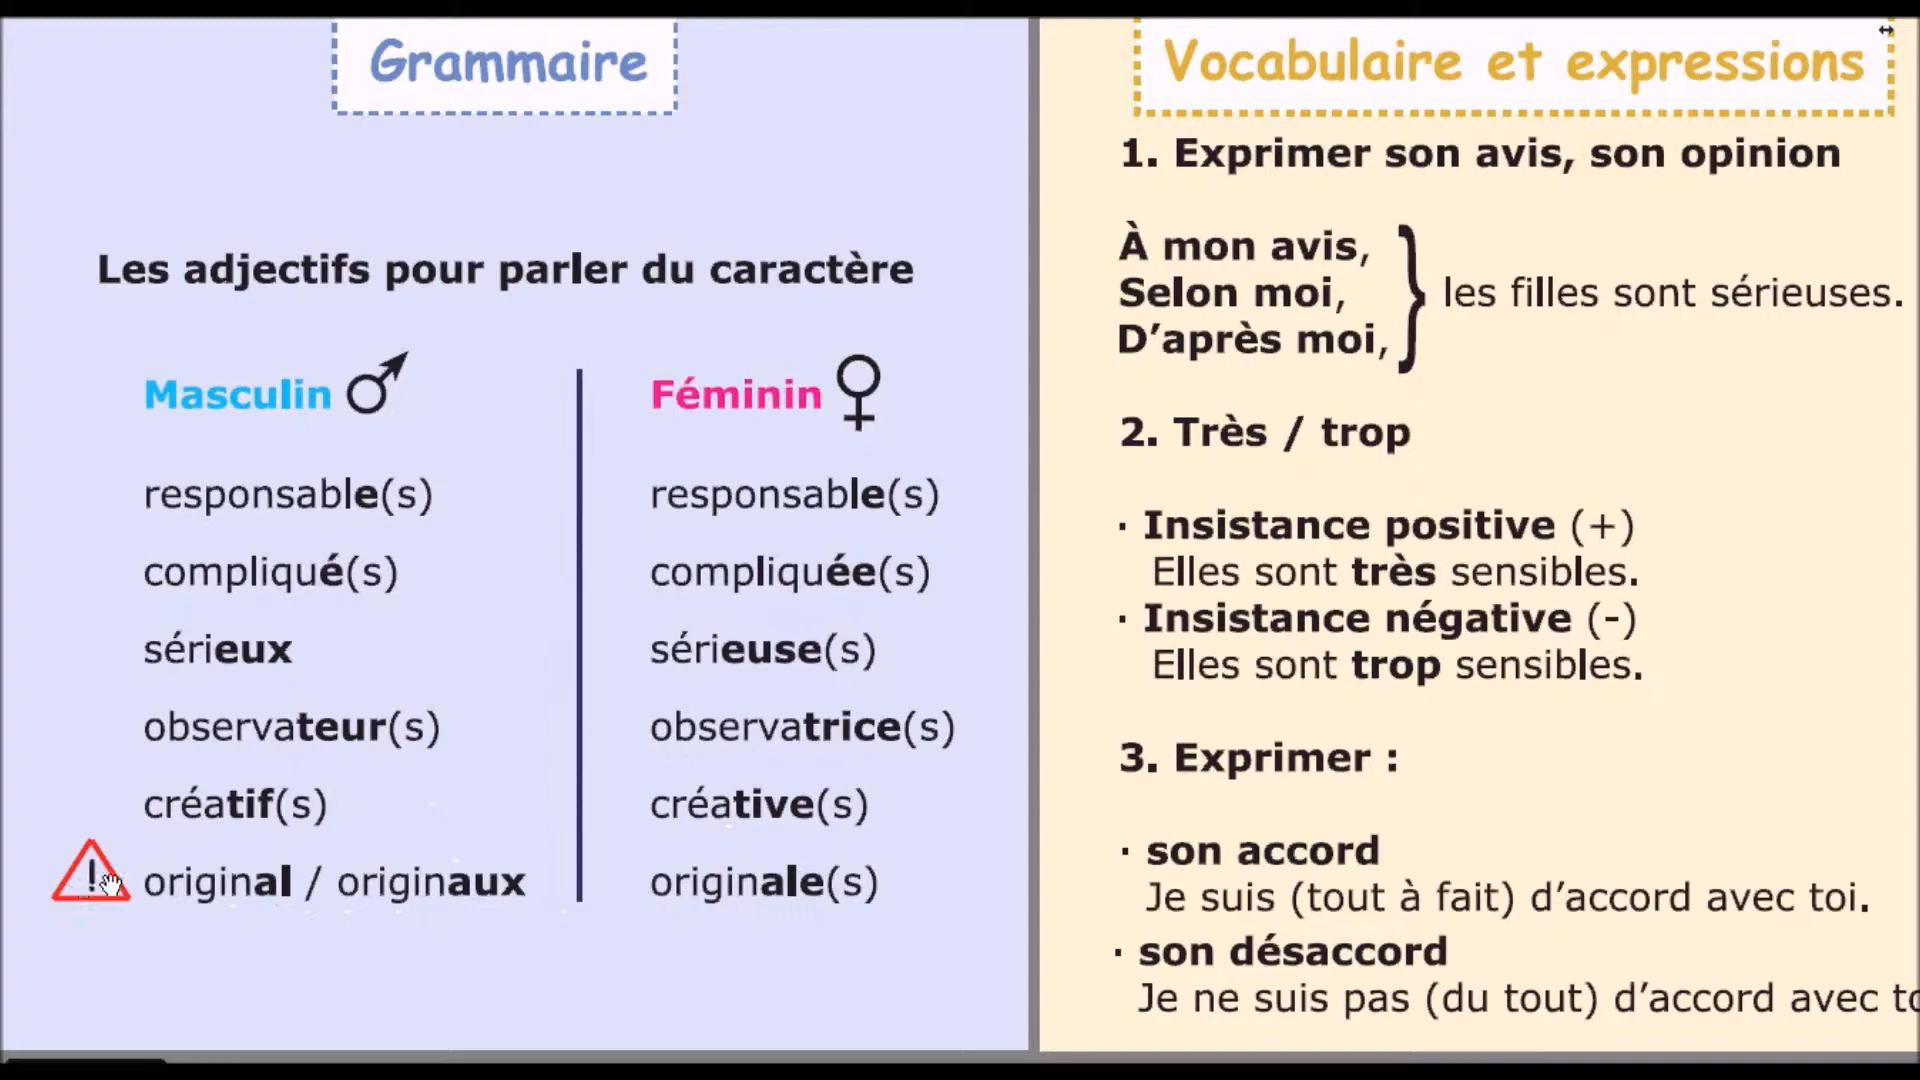 Grammaire
Les adjectifs pour parler du caractère
Masculin Féminin
responsable(s) responsable(s)
compliqué(s) compliquée(s)
sérieux sérieuse(s)
observateur(s) observatrice(s)
créatif(s) créative(s)
! original / originaux originale(s)
Vocabulaire et expressions
1. Exprimer son avis, son opinion
À mon avis,
Selon moi, } les filles sont sérieuses.
D’après moi,
2. Très / trop
· Insistance positive (+)
Elles sont très sensibles.
· Insistance négative (-)
Elles sont trop sensibles.
3. Exprimer :
· son accord
Je suis (tout à fait) d’accord avec toi.
· son désaccord
Je ne suis pas (du tout) d’accord avec